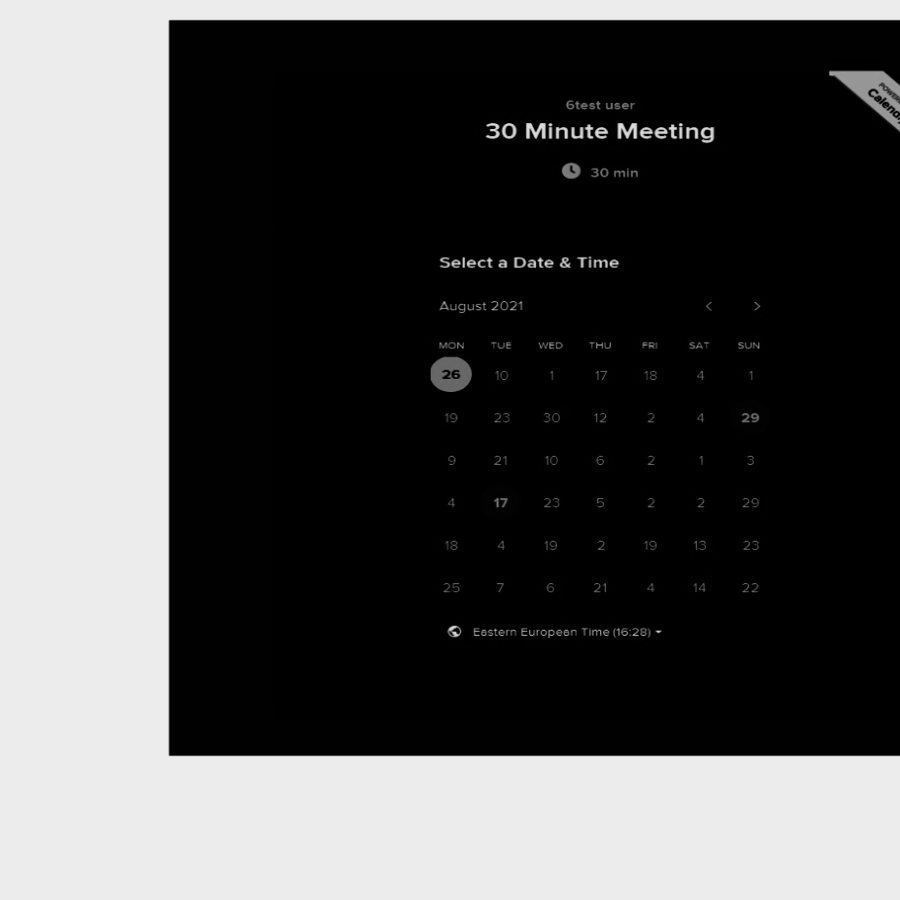 6test user
30 Minute Meeting
30 min
Calendly
Select a Date & Time
August 2021 < >
MON TUE WED THU FRI SAT SUN
26 10 1 17 18 4 1
19 23 30 12 2 4 29
9 21 10 6 2 1 3
4 17 23 5 2 2 29
18 4 19 2 19 13 23
25 7 6 21 4 14 22
Eastern European Time (16:28)